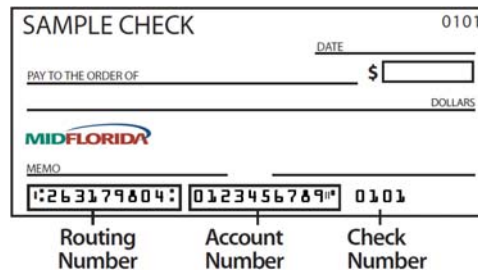 SAMPLE CHECK 0101
DATE
PAY TO THE ORDER OF $
DOLLARS
MIDFLORIDA
MEMO
⑆263179804⑆ 0123456789⑈ 0101
Routing Number
Account Number
Check Number